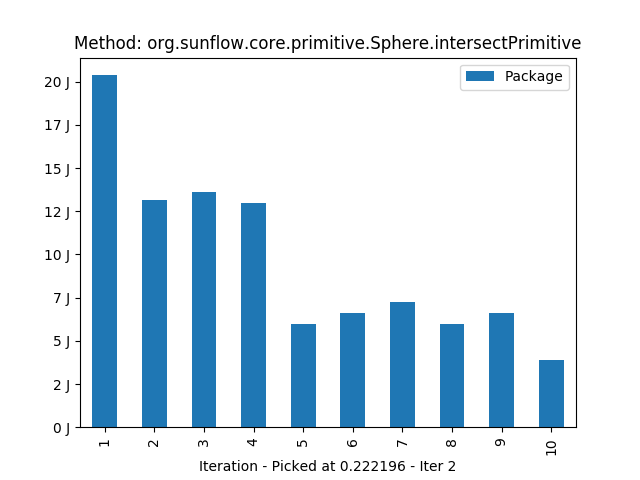 Method: org.sunflow.core.primitive.Sphere.intersectPrimitive
Package
20 J
17 J
15 J
12 J
10 J
7 J
5 J
2 J
0 J
1 2 3 4 5 6 7 8 9 10
Iteration - Picked at 0.222196 - Iter 2